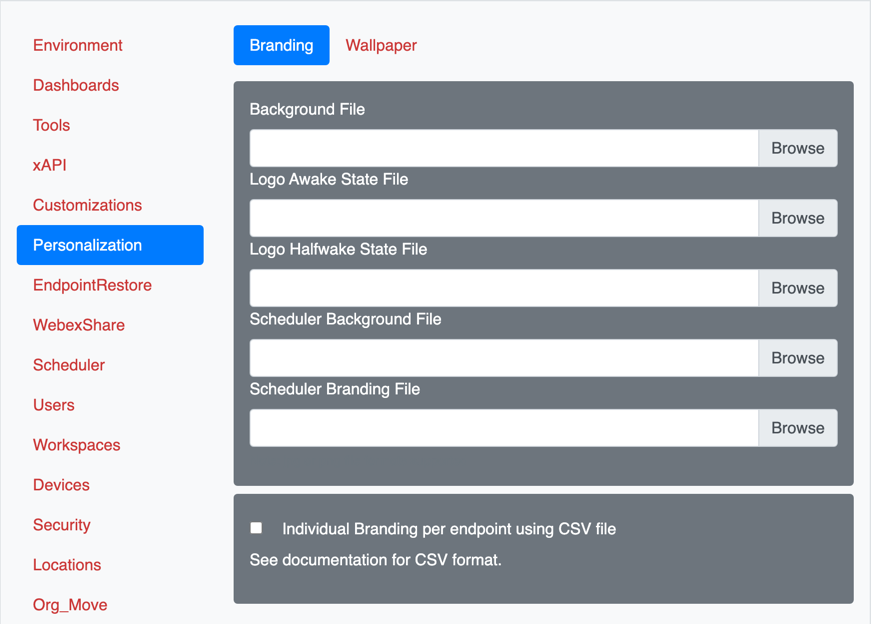 Environment
Dashboards
Tools
xAPI
Customizations
Personalization
EndpointRestore
WebexShare
Scheduler
Users
Workspaces
Devices
Security
Locations
Org_Move
Branding Wallpaper
Background File
Browse
Logo Awake State File
Browse
Logo Halfwake State File
Browse
Scheduler Background File
Browse
Scheduler Branding File
Browse
Individual Branding per endpoint using CSV file
See documentation for CSV format.